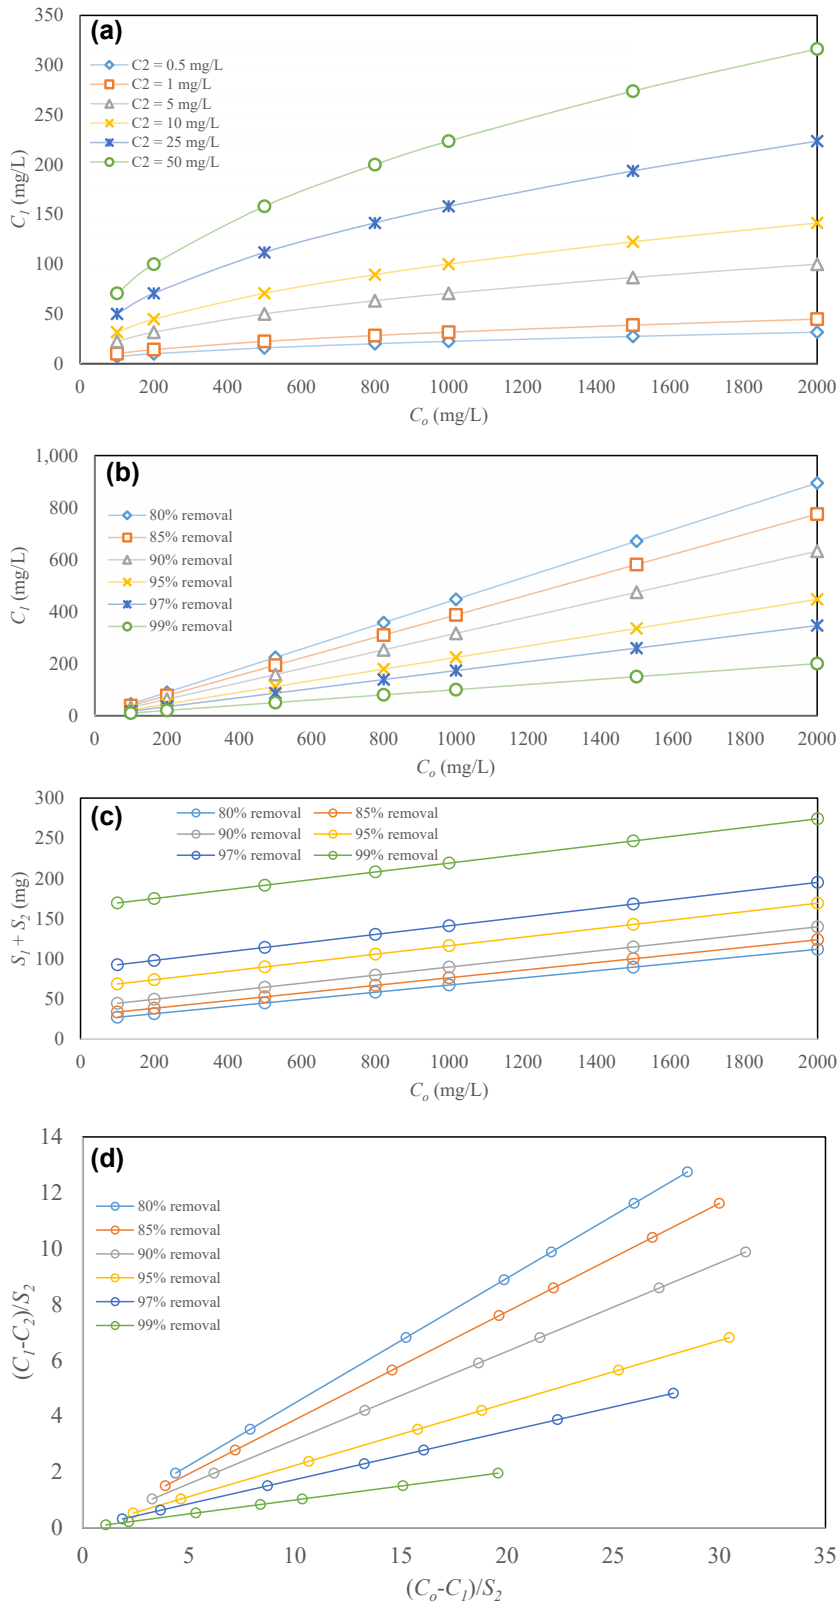 (a)
350
300
250
200
150
100
50
0
C2 = 0.5 mg/L
C2 = 1 mg/L
C2 = 5 mg/L
C2 = 10 mg/L
C2 = 25 mg/L
C2 = 50 mg/L
C1 (mg/L)
0 200 400 600 800 1000 1200 1400 1600 1800 2000
Co (mg/L)
(b)
1,000
800
600
400
200
0
80% removal
85% removal
90% removal
95% removal
97% removal
99% removal
C1 (mg/L)
0 200 400 600 800 1000 1200 1400 1600 1800 2000
Co (mg/L)
(c)
300
250
200
150
100
50
0
80% removal 85% removal
90% removal 95% removal
97% removal 99% removal
S1 + S2 (mg)
0 200 400 600 800 1000 1200 1400 1600 1800 2000
Co (mg/L)
(d)
14
12
10
8
6
4
2
0
80% removal
85% removal
90% removal
95% removal
97% removal
99% removal
(C1-C2)/S2
0 5 10 15 20 25 30 35
(Co-C1)/S2